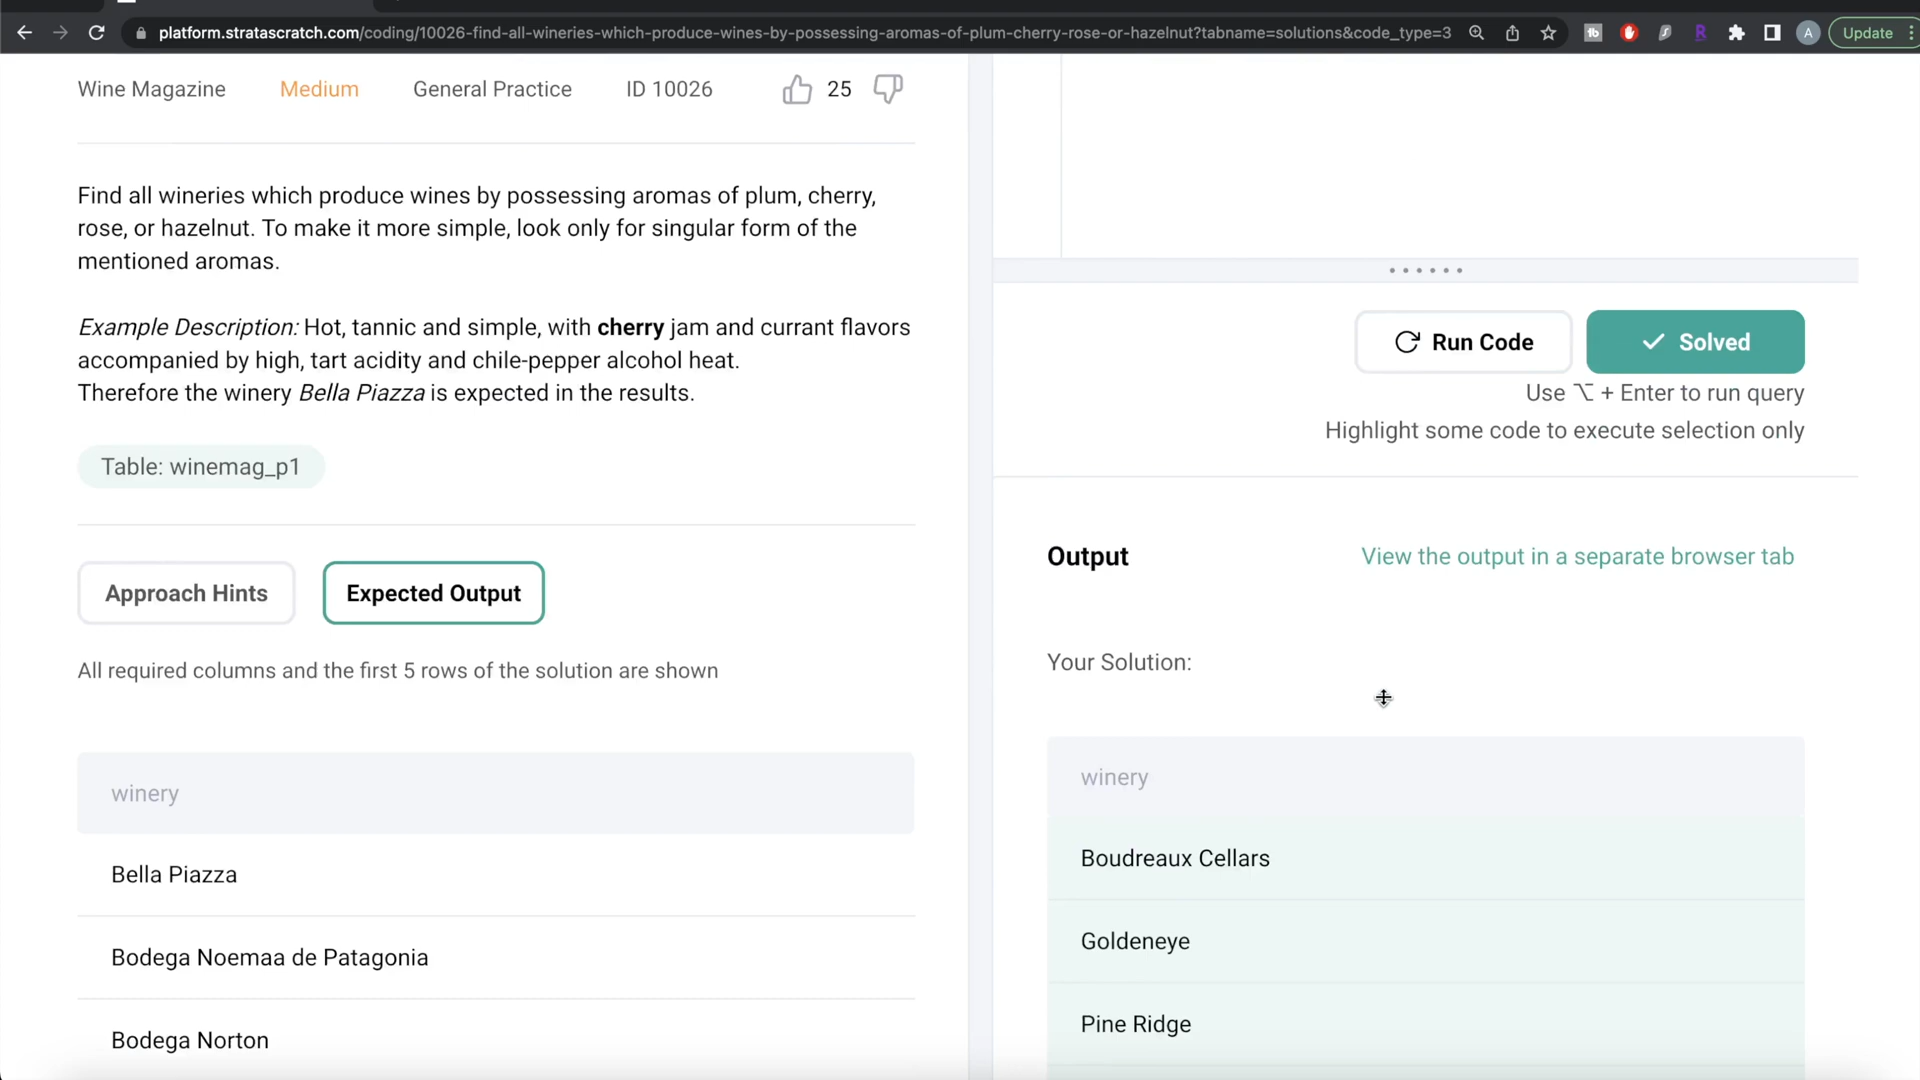 platform.stratascratch.com/coding/10026-find-all-wineries-which-produce-wines-by-possessing-aromas-of-plum-cherry-rose-or-hazelnut?tabname=solutions&code_type=3
A
Update
Wine Magazine
Medium
General Practice
ID 10026
25
Find all wineries which produce wines by possessing aromas of plum, cherry,
rose, or hazelnut. To make it more simple, look only for singular form of the
mentioned aromas.
Example Description: Hot, tannic and simple, with cherry jam and currant flavors
accompanied by high, tart acidity and chile-pepper alcohol heat.
Therefore the winery Bella Piazza is expected in the results.
Table: winemag_p1
Approach Hints
Expected Output
All required columns and the first 5 rows of the solution are shown
winery
Bella Piazza
Bodega Noemaa de Patagonia
Bodega Norton
Run Code
Solved
Use ⌥ + Enter to run query
Highlight some code to execute selection only
Output
View the output in a separate browser tab
Your Solution:
winery
Boudreaux Cellars
Goldeneye
Pine Ridge